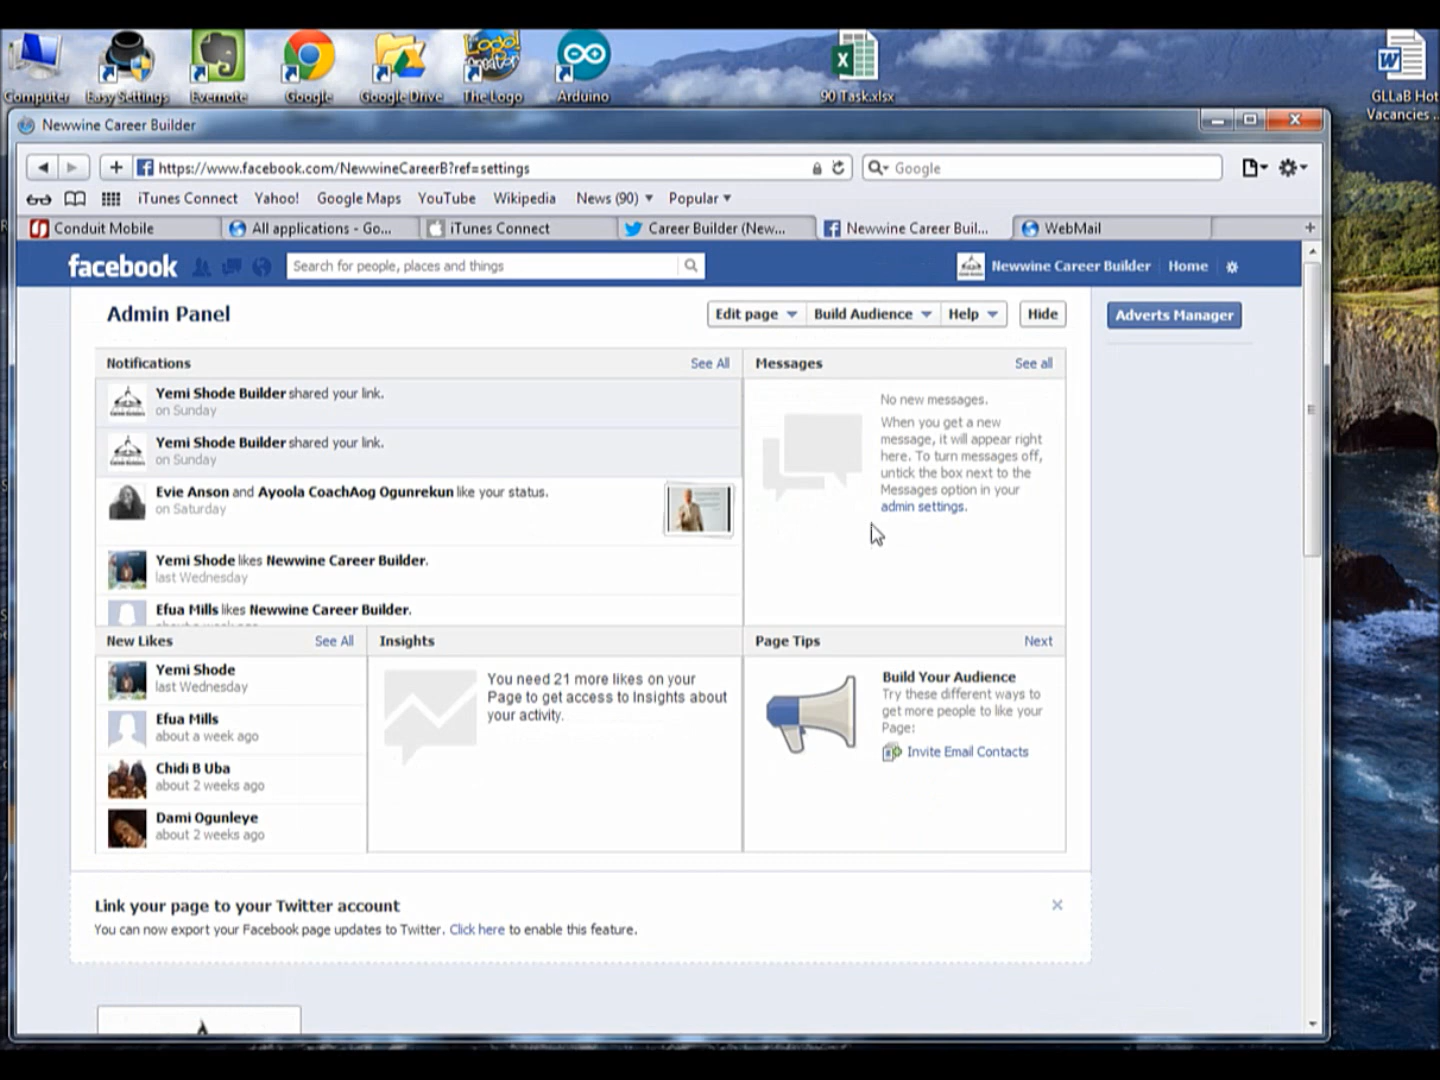 Computer
Easy Settings
Evernote
Google
Google Drive
The Logo
Arduino
90 Task.xlsx
GLLaB Hot
Vacancies ..
Newwine Career Builder
https://www.facebook.com/NewwineCareerB?ref=settings
Google
iTunes Connect
Yahoo!
Google Maps
YouTube
Wikipedia
News (90)
Popular
Conduit Mobile
All applications - Go...
iTunes Connect
Career Builder (New...
Newwine Career Buil...
WebMail
facebook
Search for people, places and things
Newwine Career Builder
Home
Admin Panel
Edit page
Build Audience
Help
Hide
Adverts Manager
Notifications
See All
Yemi Shode Builder shared your link.
on Sunday
Yemi Shode Builder shared your link.
on Sunday
Evie Anson and Ayoola CoachAog Ogunrekun like your status.
on Saturday
Yemi Shode likes Newwine Career Builder.
last Wednesday
Efua Mills likes Newwine Career Builder.
Messages
See all
No new messages.
When you get a new
message, it will appear right
here. To turn messages off,
untick the box next to the
Messages option in your
admin settings.
New Likes
See All
Yemi Shode
last Wednesday
Efua Mills
about a week ago
Chidi B Uba
about 2 weeks ago
Dami Ogunleye
about 2 weeks ago
Insights
You need 21 more likes on your
Page to get access to Insights about
your activity.
Page Tips
Next
Build Your Audience
Try these different ways to
get more people to like your
Page:
Invite Email Contacts
Link your page to your Twitter account
You can now export your Facebook page updates to Twitter. Click here to enable this feature.